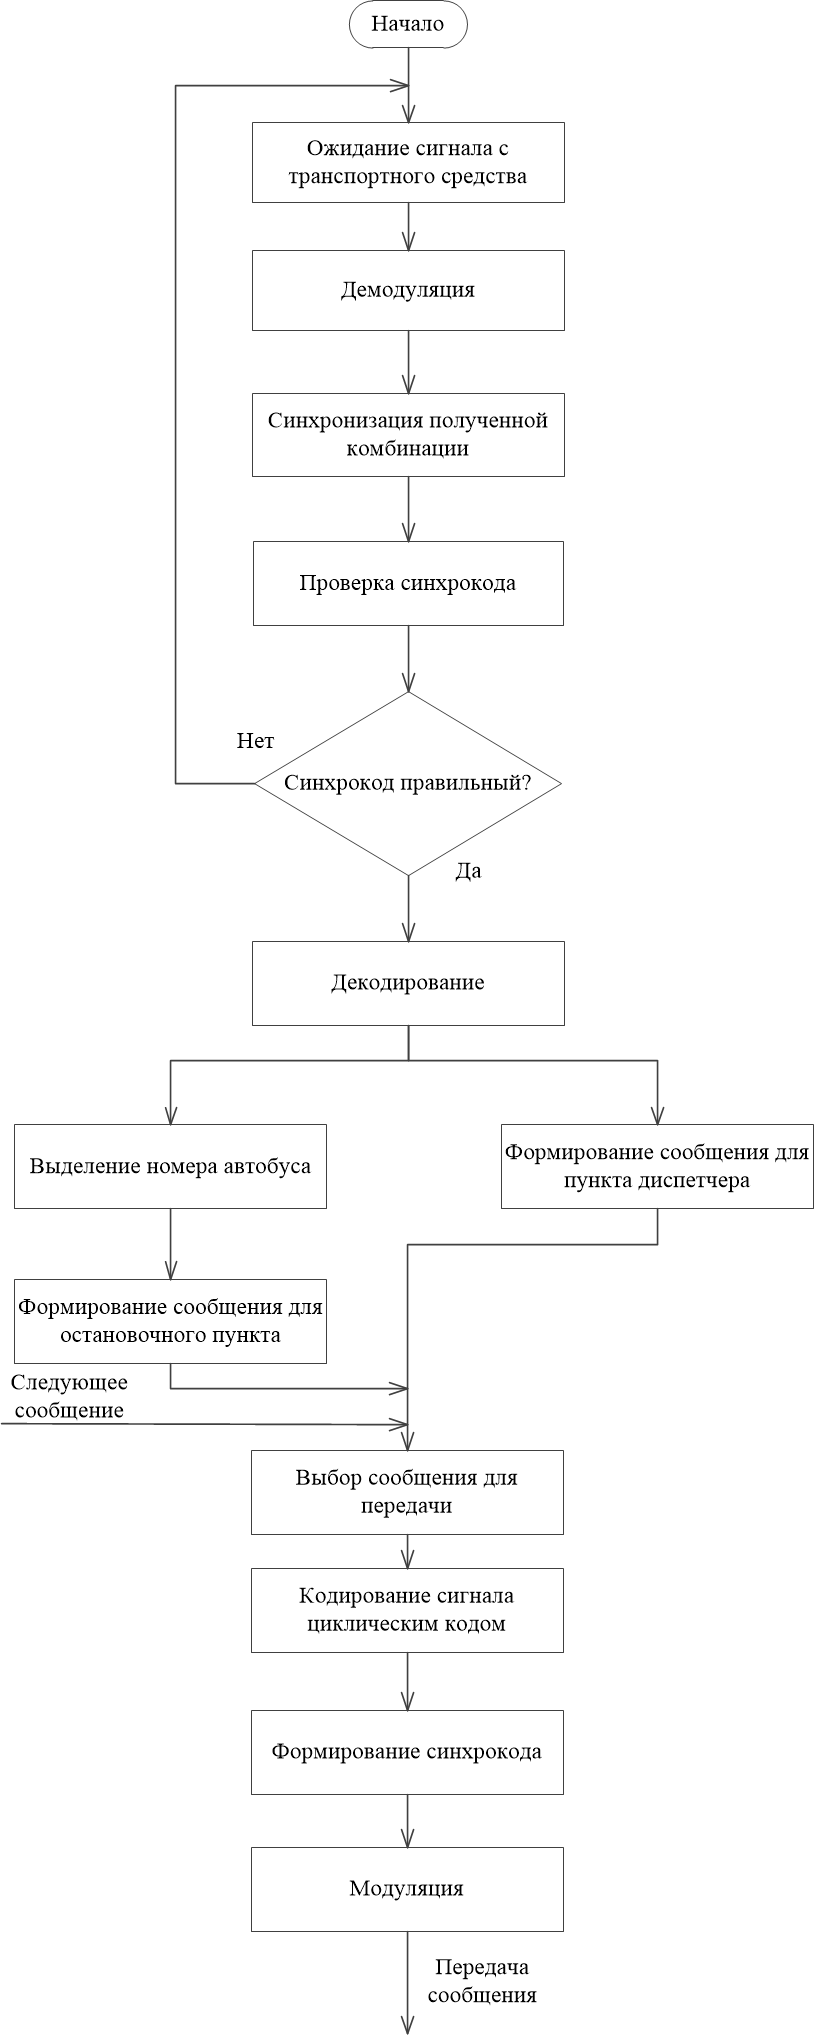 Начало
Ожидание сигнала с
транспортного средства
Демодуляция
Синхронизация полученной
комбинации
Проверка синхрокода
Нет
Синхрокод правильный?
Да
Декодирование
Выделение номера автобуса
Формирование сообщения для
пункта диспетчера
Формирование сообщения для
остановочного пункта
Следующее
сообщение
Выбор сообщения для
передачи
Кодирование сигнала
циклическим кодом
Формирование синхрокода
Модуляция
Передача
сообщения